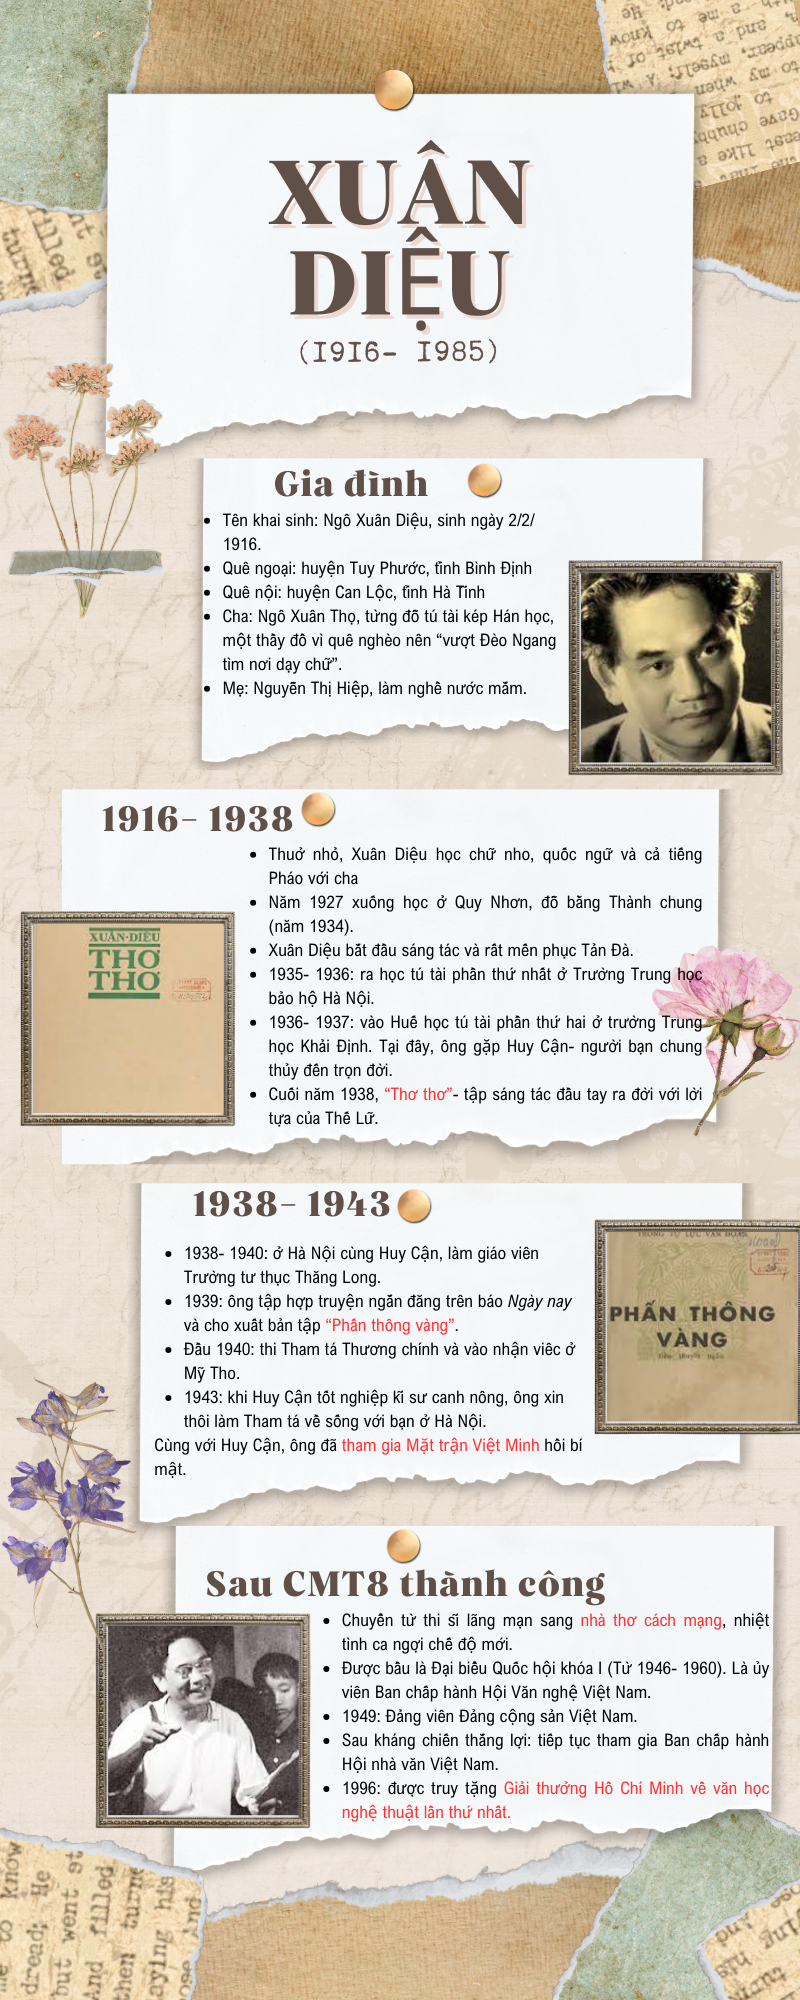 XUÂN
DIỆU
(1916- 1985)
Gia đình
Tên khai sinh: Ngô Xuân Diệu, sinh ngày 2/2/
1916.
Quê ngoại: huyện Tuy Phước, tỉnh Bình Định
Quê nội: huyện Can Lộc, tỉnh Hà Tĩnh
Cha: Ngô Xuân Thọ, từng đỗ tú tài kép Hán học,
một thầy đồ vì quê nghèo nên “vượt Đèo Ngang
tìm nơi dạy chữ”.
Mẹ: Nguyễn Thị Hiệp, làm nghề nước mắm.
1916- 1938
Thuở nhỏ, Xuân Diệu học chữ nho, quốc ngữ và cả tiếng
Pháo với cha
Năm 1927 xuống học ở Quy Nhơn, đỗ bằng Thành chung
(năm 1934).
Xuân Diệu bắt đầu sáng tác và rất mến phục Tản Đà.
1935- 1936: ra học tú tài phần thứ nhất ở Trường Trung học
bảo hộ Hà Nội.
1936- 1937: vào Huế học tú tài phần thứ hai ở trường Trung
học Khải Định. Tại đây, ông gặp Huy Cận- người bạn chung
thủy đến trọn đời.
Cuối năm 1938, “Thơ thơ”- tập sáng tác đầu tay ra đời với lời
tựa của Thế Lữ.
XUÂN-DIỆU
THƠ
THƠ
1938- 1943
1938- 1940: ở Hà Nội cùng Huy Cận, làm giáo viên
Trường tư thục Thăng Long.
1939: ông tập hợp truyện ngắn đăng trên báo Ngày nay
và cho xuất bản tập “Phấn thông vàng”.
Đầu 1940: thi Tham tá Thương chính và vào nhận viêc ở
Mỹ Tho.
1943: khi Huy Cận tốt nghiệp kĩ sư canh nông, ông xin
thôi làm Tham tá về sống với bạn ở Hà Nội.
Cùng với Huy Cận, ông đã tham gia Mặt trận Việt Minh hồi bí
mật.
TRONG TỰ LỰC VĂN ĐOÀN
PHẤN THÔNG
VÀNG
tiểu thuyết ngắn
Sau CMT8 thành công
Chuyển từ thi sĩ lãng mạn sang nhà thơ cách mạng, nhiệt
tình ca ngợi chế độ mới.
Được bầu là Đại biểu Quốc hội khóa I (Từ 1946- 1960). Là ủy
viên Ban chấp hành Hội Văn nghệ Việt Nam.
1949: Đảng viên Đảng cộng sản Việt Nam.
Sau kháng chiến thắng lợi: tiếp tục tham gia Ban chấp hành
Hội nhà văn Việt Nam.
1996: được truy tặng Giải thưởng Hồ Chí Minh về văn học
nghệ thuật lần thứ nhất.